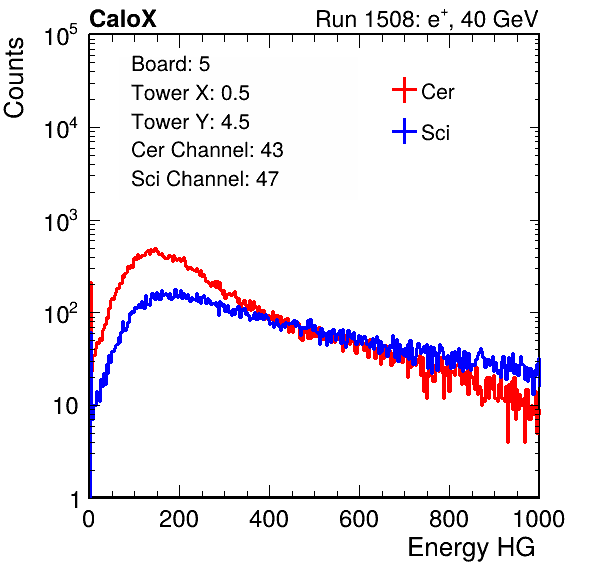 CaloX Run 1508: e⁺, 40 GeV
Counts
Board: 5
Tower X: 0.5
Tower Y: 4.5
Cer Channel: 43
Sci Channel: 47
Cer
Sci
10⁵
10⁴
10³
10²
10
1
0 200 400 600 800 1000
Energy HG